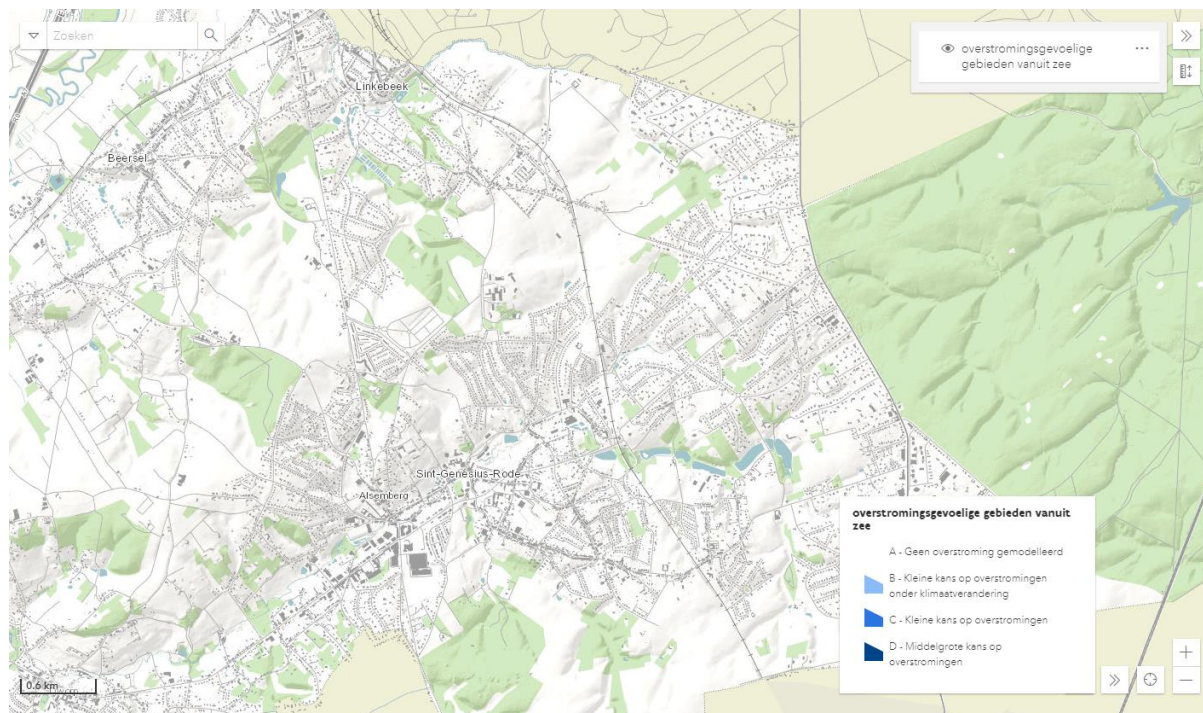 Zoeken
overstromingsgevoelige
gebieden vanuit zee
Linkebeek
Beersel
Sint-Genesius-Rode
Alsemberg
overstromingsgevoelige gebieden vanuit
zee
A - Geen overstroming gemodelleerd
B - Kleine kans op overstromingen
onder klimaatverandering
C - Kleine kans op overstromingen
D - Middelgrote kans op
overstromingen
0.6 km